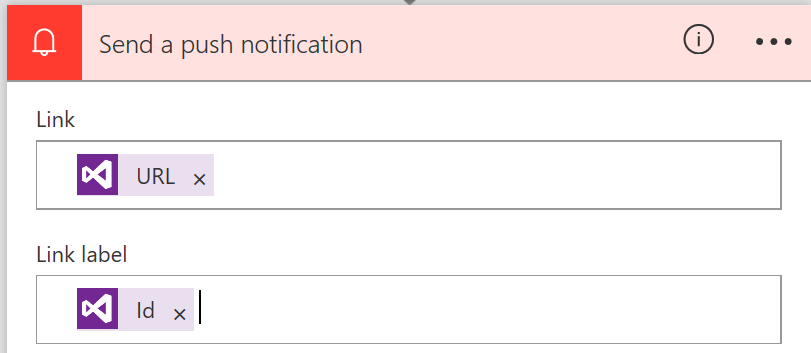 Send a push notification
Link
URL ×
Link label
Id ×